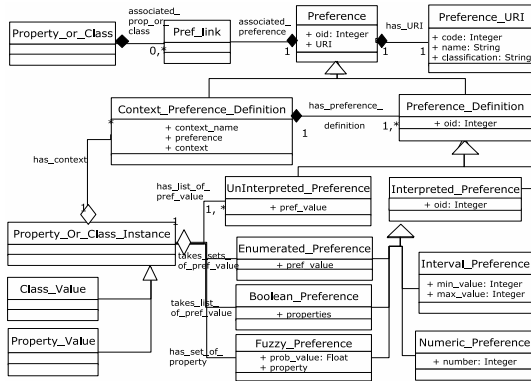 associated_
prop_or_
class
associated_
preference
Preference
+ oid: Integer
+ URI
has_URI
Preference_URI
+ code: Integer
+ name: String
+ classification: String
Property_or_Class
0,*
Pref_link
1
1
1
Context_Preference_Definition
+ context_name
+ preference
+ context
*
has_preference_
definition
1
1,*
Preference_Definition
+ oid: Integer
has_context
has_list_of_
pref_value
1, *
UnInterpreted_Preference
+ pref_value
Interpreted_Preference
+ oid: Integer
1
1
Property_Or_Class_Instance
takes_sets_
of_pref_value
Enumerated_Preference
+ pref_value
Interval_Preference
+ min_value: Integer
+ max_value: Integer
Class_Value
takes_list_
of_pref_value
Boolean_Preference
+ properties
Property_Value
has_set_of_
property
Fuzzy_Preference
+ prob_value: Float
+ property
Numeric_Preference
+ number: Integer